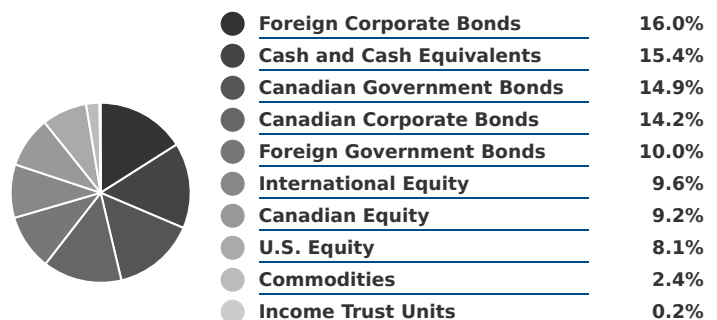 Foreign Corporate Bonds 16.0%
Cash and Cash Equivalents 15.4%
Canadian Government Bonds 14.9%
Canadian Corporate Bonds 14.2%
Foreign Government Bonds 10.0%
International Equity 9.6%
Canadian Equity 9.2%
U.S. Equity 8.1%
Commodities 2.4%
Income Trust Units 0.2%